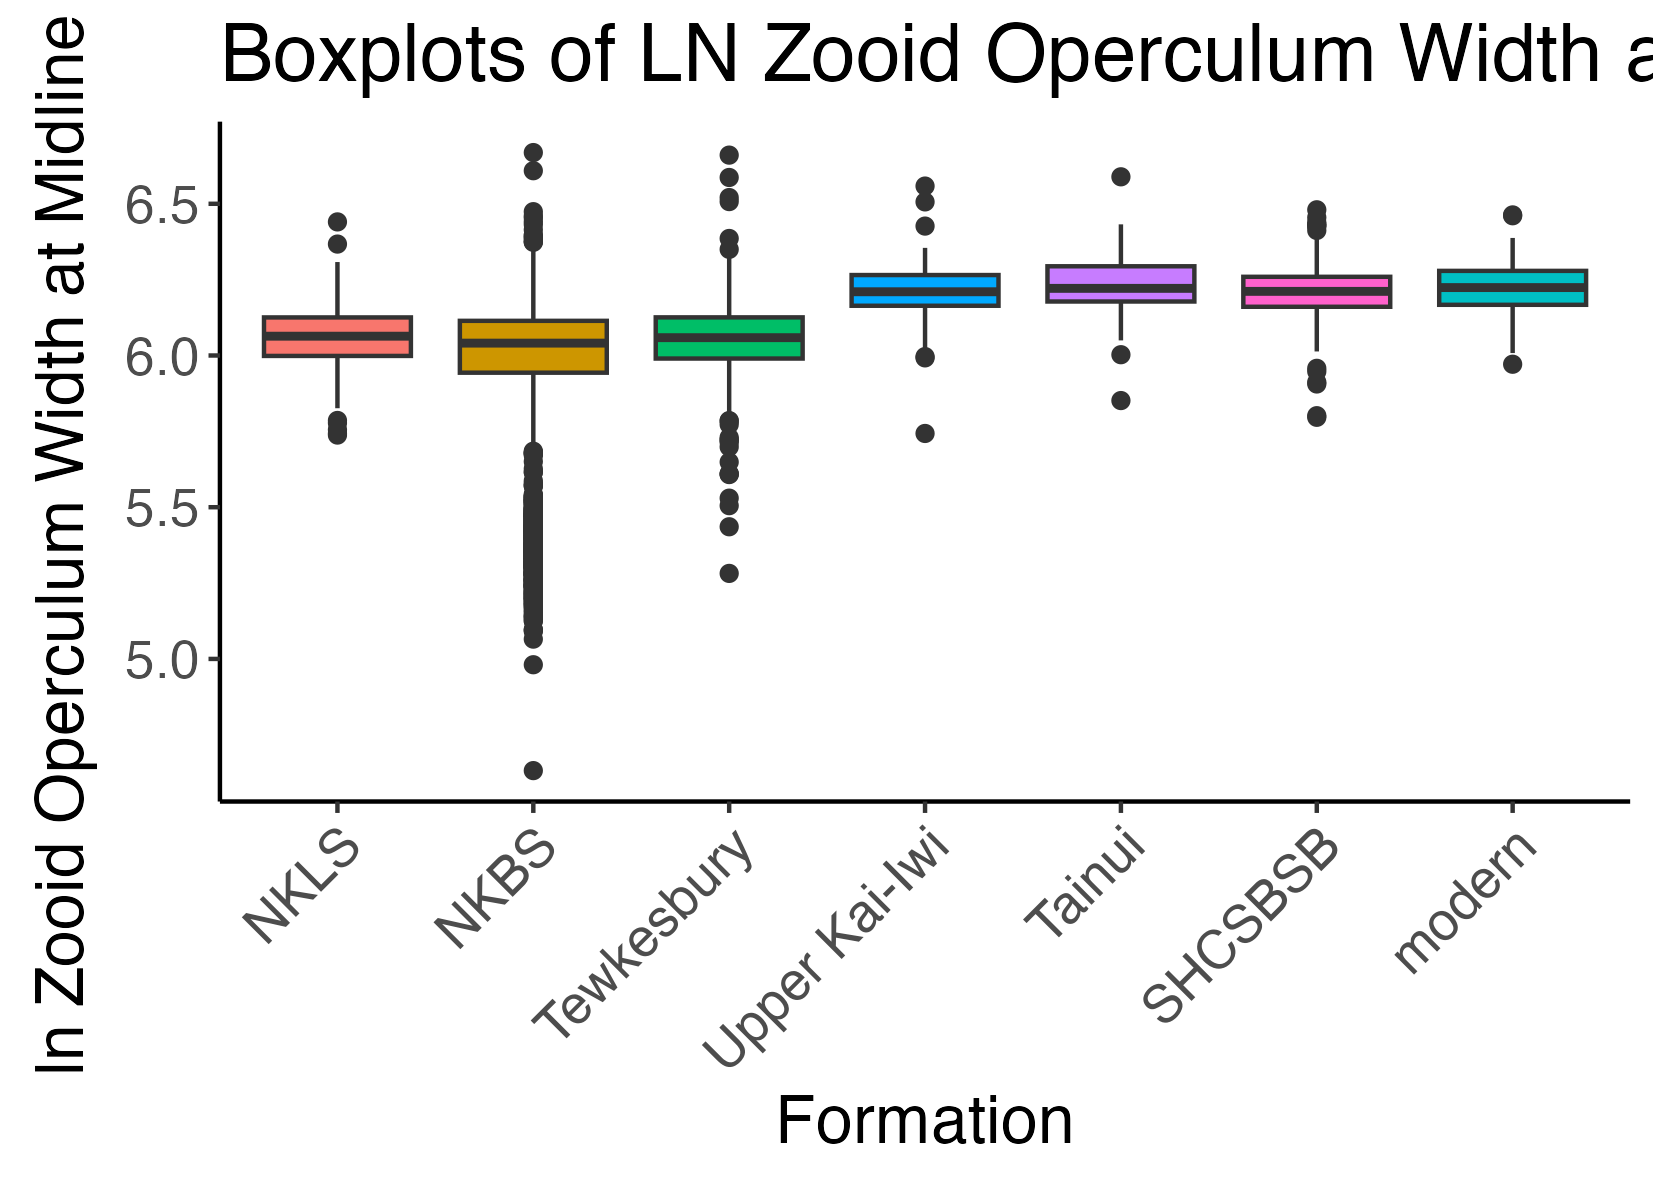 Boxplots of LN Zooid Operculum Width a
ln Zooid Operculum Width at Midline
6.5
6.0
5.5
5.0
NKLS
NKBS
Tewkesbury
Upper Kai-Iwi
Tainui
SHCSBSB
modern
Formation